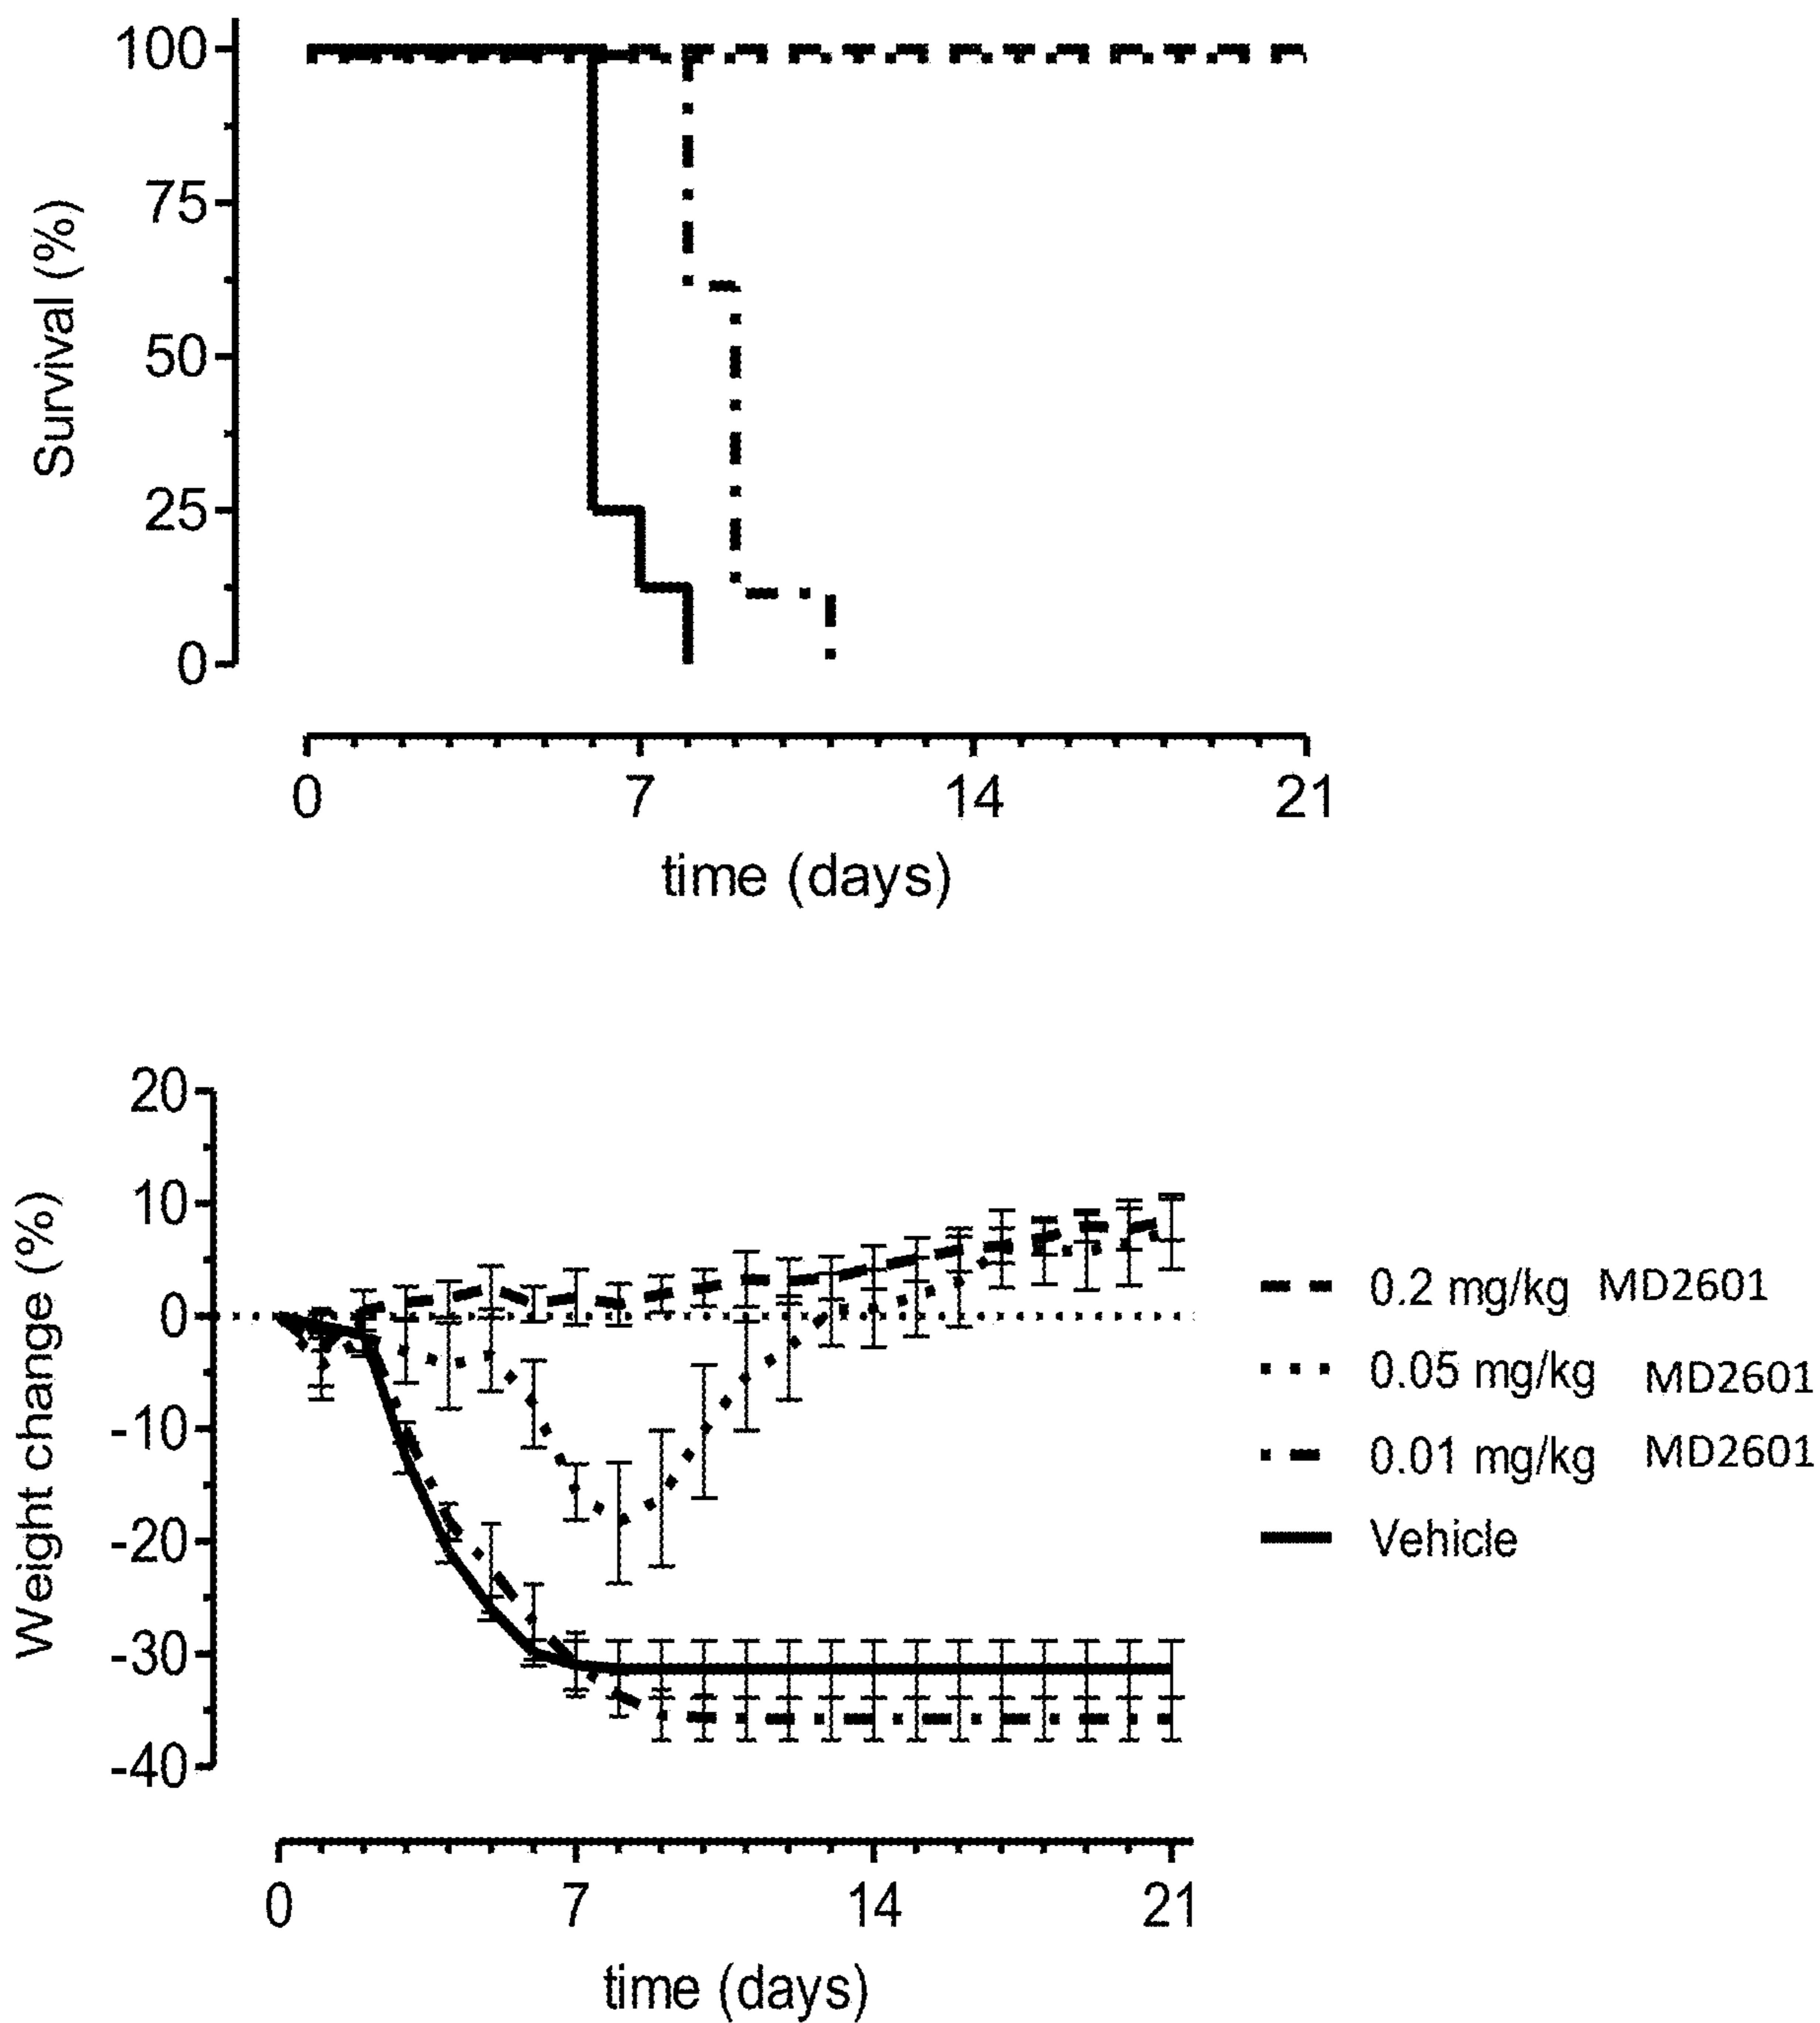 Survival (%)
100
75
50
25
0
0 7 14 21
time (days)
Weight change (%)
20
10
0
-10
-20
-30
-40
0 7 14 21
time (days)
0.2 mg/kg MD2601
0.05 mg/kg MD2601
0.01 mg/kg MD2601
Vehicle